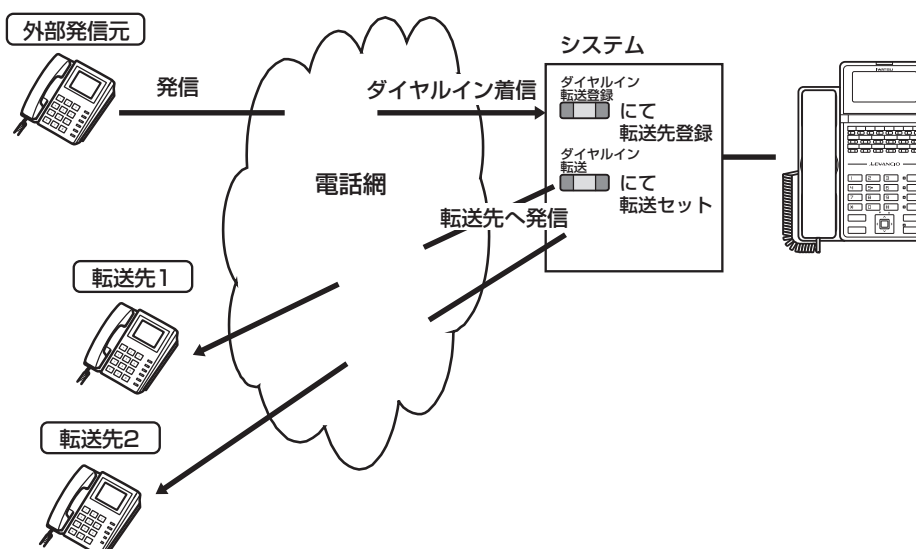 外部発信元
発信
ダイヤルイン着信
システム
ダイヤルイン
転送登録
にて
転送先登録
ダイヤルイン
転送
にて
転送セット
電話網
転送先へ発信
転送先1
転送先2
LEVANCIO